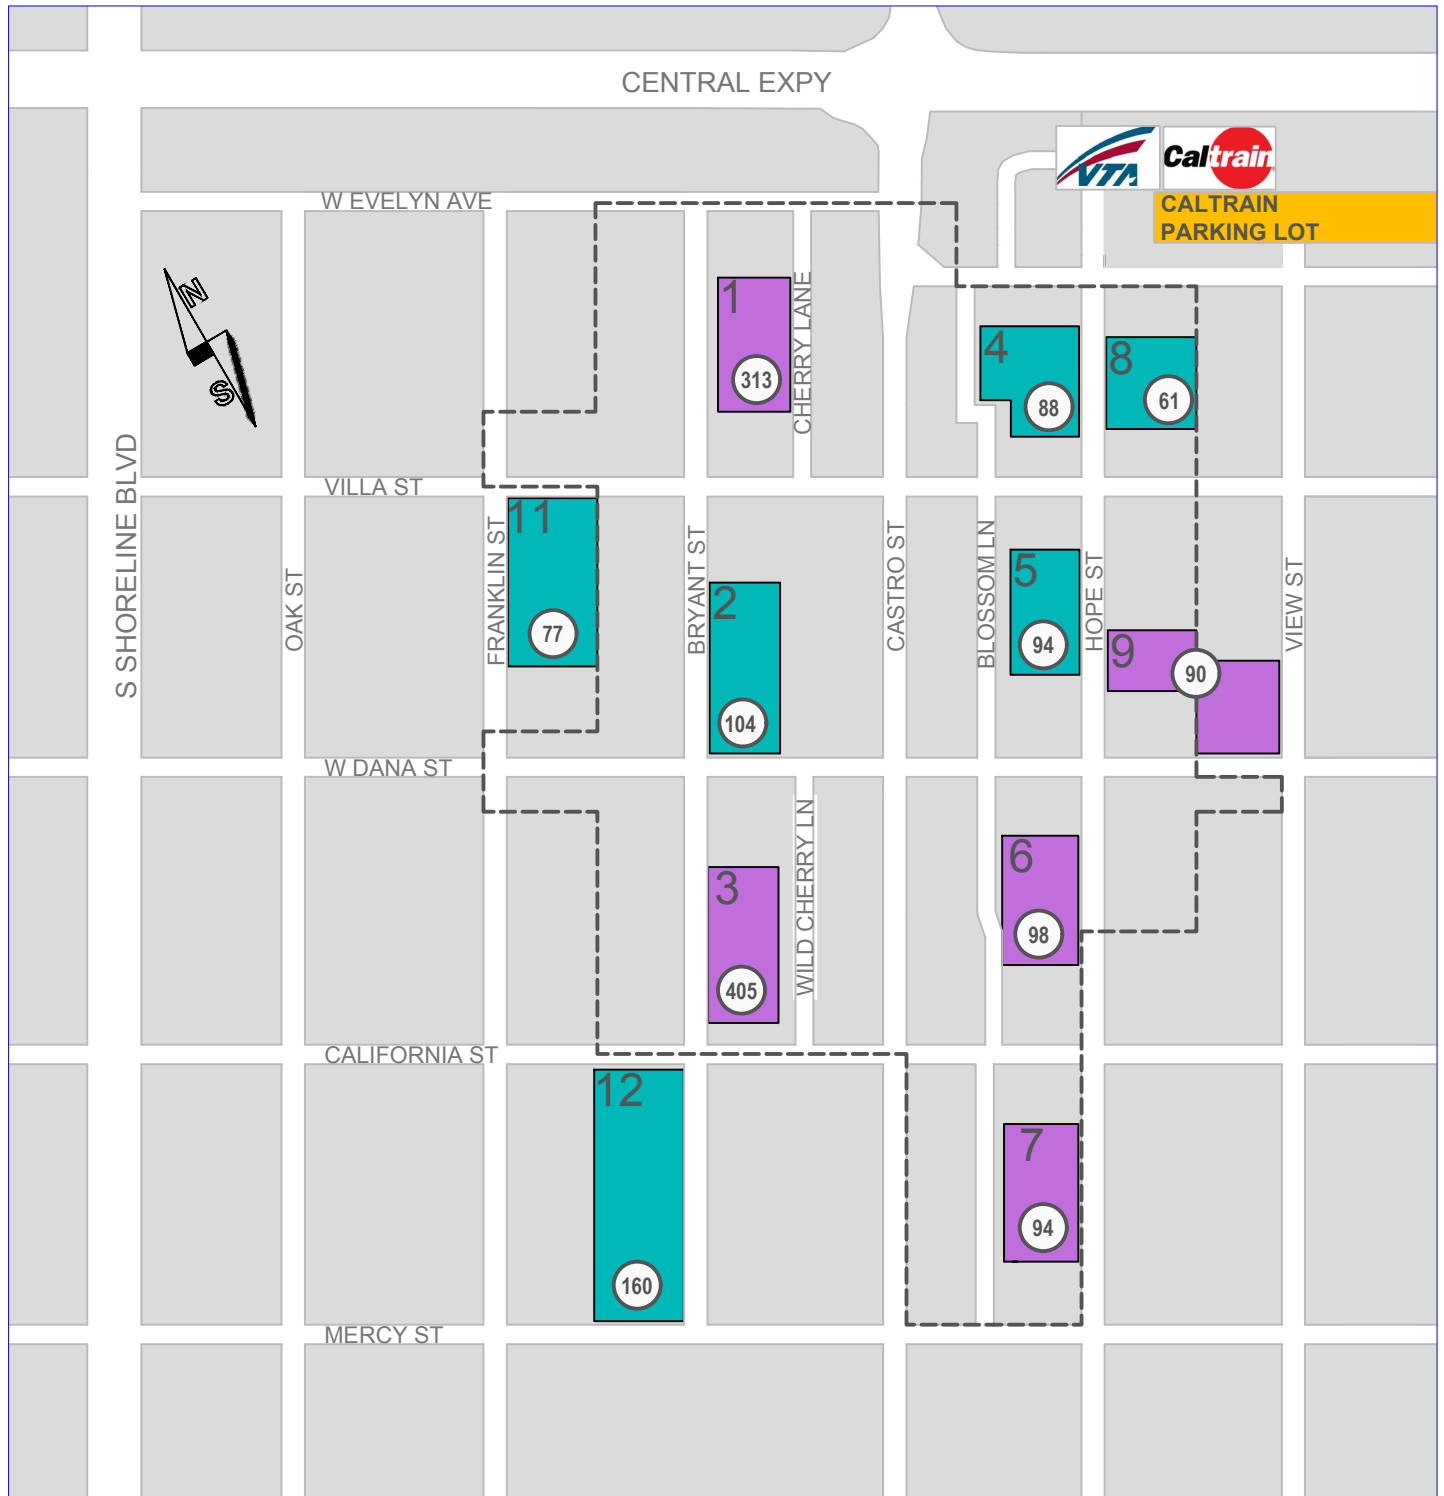 CENTRAL EXPY
VTA
Caltrain
W EVELYN AVE
CALTRAIN
PARKING LOT
N
S
1
313
CHERRY LANE
4
88
8
61
S SHORELINE BLVD
VILLA ST
OAK ST
FRANKLIN ST
11
77
BRYANT ST
2
104
CASTRO ST
BLOSSOM LN
5
94
HOPE ST
9
90
VIEW ST
W DANA ST
3
405
WILD CHERRY LN
6
98
CALIFORNIA ST
12
160
7
94
MERCY ST